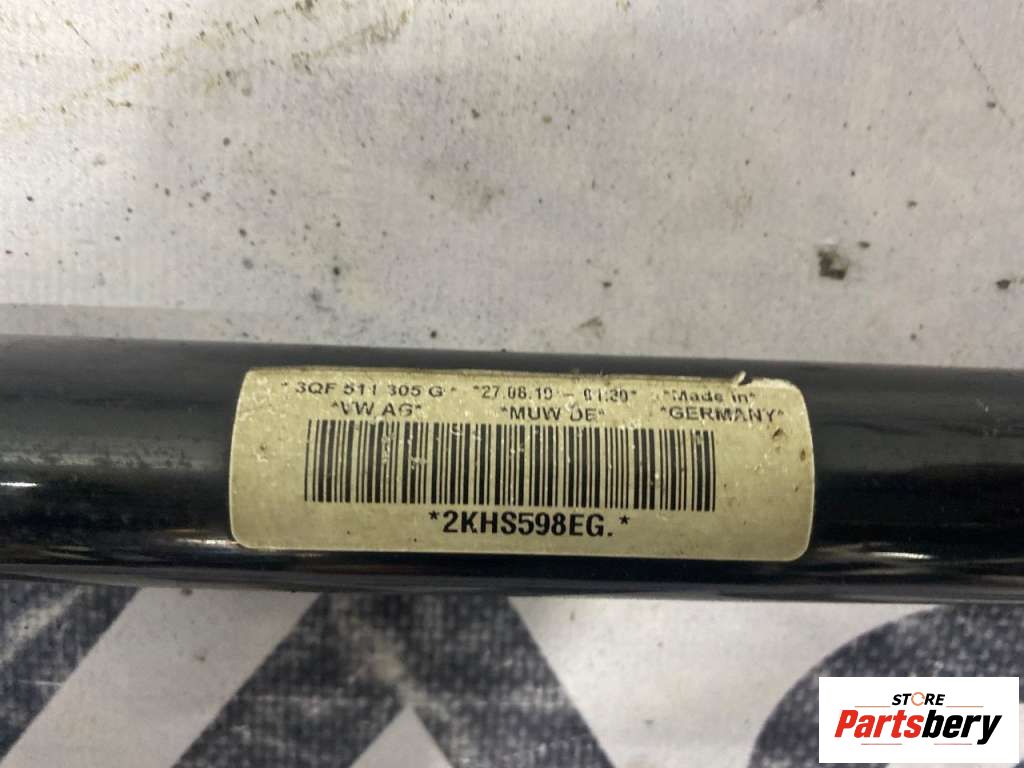 *3QF 511 305 G* *27.08.19 – 01:30* *Made in*
*VW AG* *MUW DE* *GERMANY*
*2KHS598EG.*
STORE
Partsbery